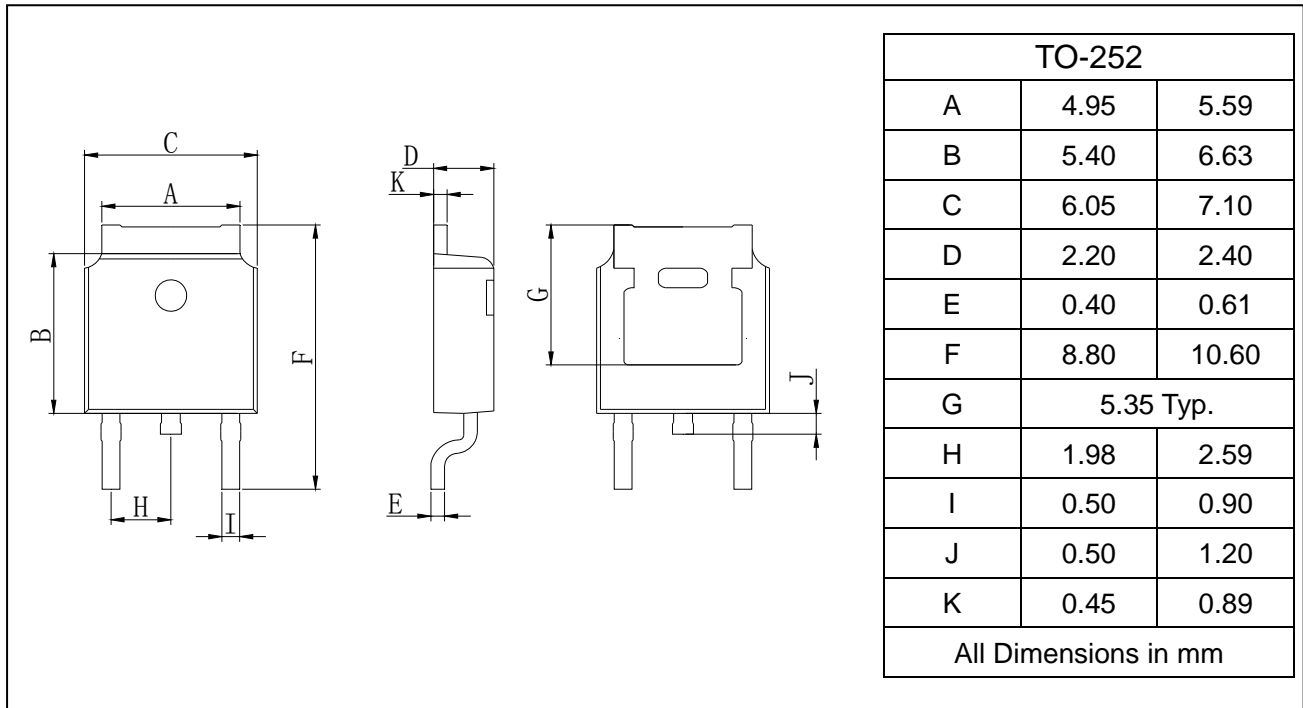 C
A
D
K
B
F
G
J
H
I
E
TO-252
A 4.95 5.59
B 5.40 6.63
C 6.05 7.10
D 2.20 2.40
E 0.40 0.61
F 8.80 10.60
G 5.35 Typ.
H 1.98 2.59
I 0.50 0.90
J 0.50 1.20
K 0.45 0.89
All Dimensions in mm